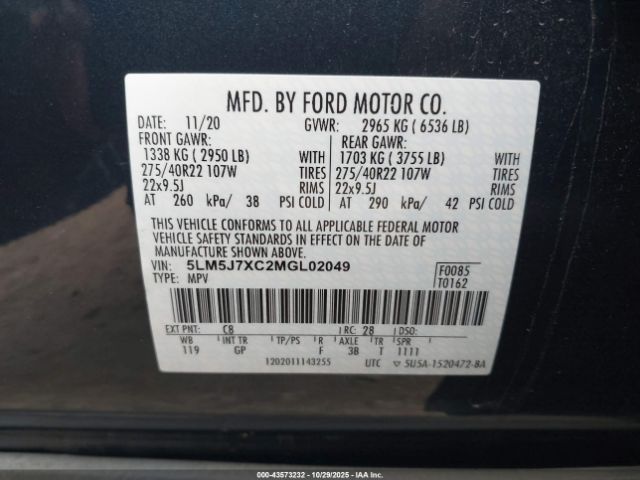 MFD. BY FORD MOTOR CO.
DATE: 11/20 GVWR: 2965 KG ( 6536 LB)
FRONT GAWR: REAR GAWR:
1338 KG ( 2950 LB) WITH 1703 KG ( 3755 LB) WITH
275/40R22 107W TIRES 275/40R22 107W TIRES
22x9.5J RIMS 22x9.5J RIMS
AT 260 kPa/ 38 PSI COLD AT 290 kPa/ 42 PSI COLD
THIS VEHICLE CONFORMS TO ALL APPLICABLE FEDERAL MOTOR
VEHICLE SAFETY STANDARDS IN EFFECT ON THE DATE OF
MANUFACTURE SHOWN ABOVE.
VIN: 5LM5J7XC2MGL02049 F0085
TYPE: MPV T0162
EXT PNT: C8 RC: 28 DSO:
WB INT TR TP/PS R AXLE TR SPR
119 GP F 3B T 1111
1202011143255 UTC 5U5A-1520472-BA
000-43573232 - 10/29/2025 - IAA, Inc.